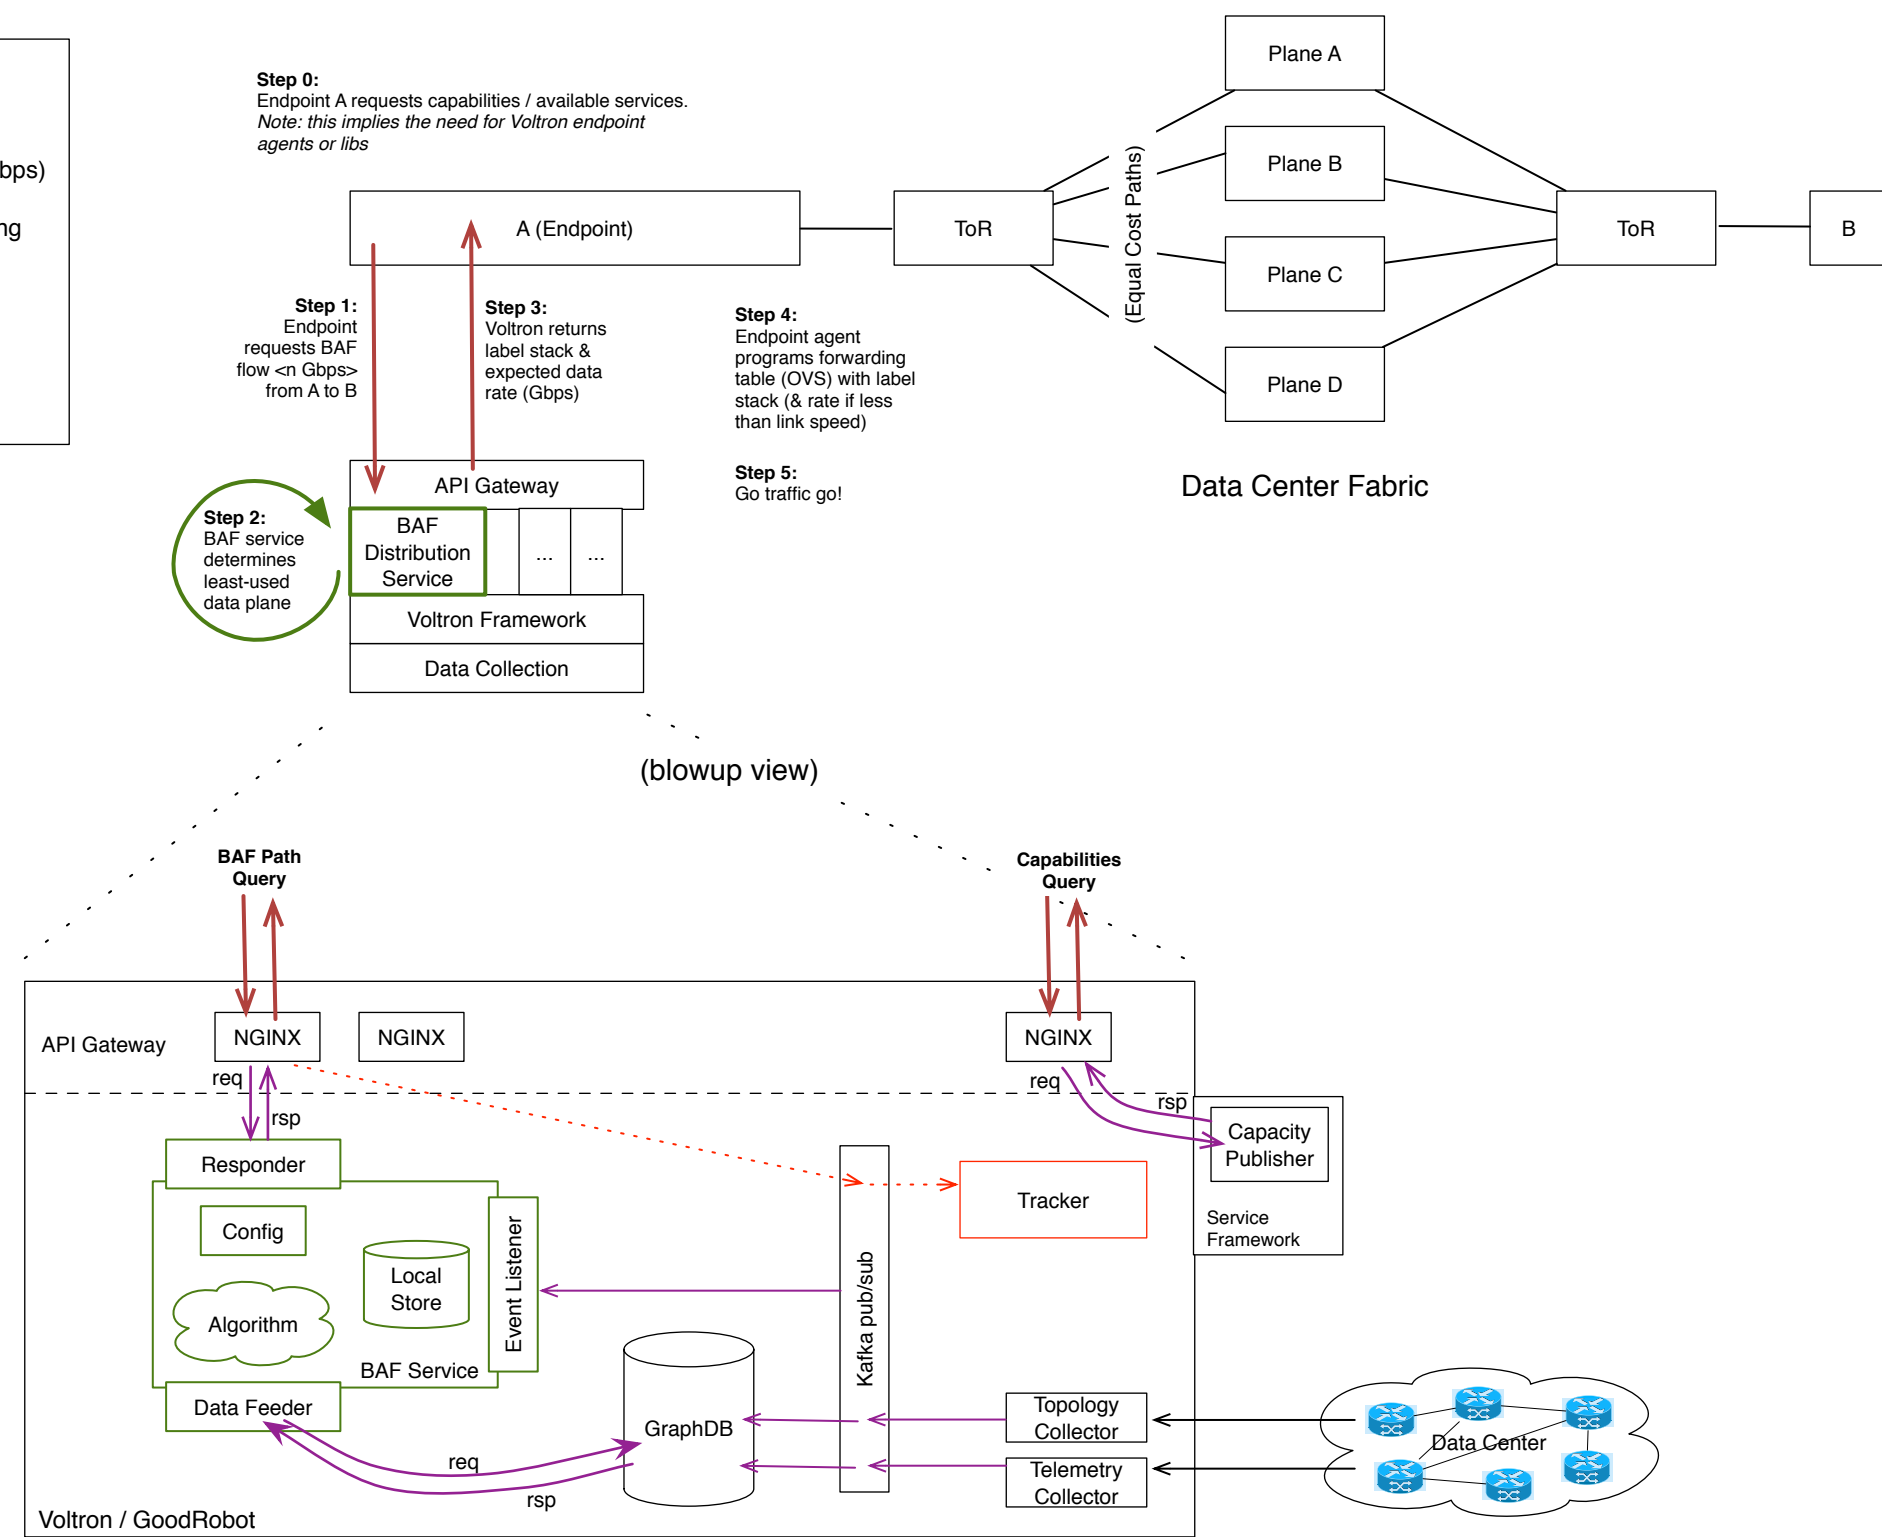 bps)
ng
Step 0:
Endpoint A requests capabilities / available services.
Note: this implies the need for Voltron endpoint
agents or libs
A (Endpoint)
ToR
(Equal Cost Paths)
Plane A
Plane B
Plane C
Plane D
ToR
B
Data Center Fabric
Step 1:
Endpoint
requests BAF
flow <n Gbps>
from A to B
Step 3:
Voltron returns
label stack &
expected data
rate (Gbps)
Step 4:
Endpoint agent
programs forwarding
table (OVS) with label
stack (& rate if less
than link speed)
Step 5:
Go traffic go!
Step 2:
BAF service
determines
least-used
data plane
API Gateway
BAF
Distribution
Service
...
...
Voltron Framework
Data Collection
(blowup view)
BAF Path
Query
Capabilities
Query
API Gateway
NGINX
NGINX
NGINX
req
rsp
req
rsp
Capacity
Publisher
Service
Framework
Responder
Config
Local
Store
Algorithm
BAF Service
Event Listener
Data Feeder
req
rsp
GraphDB
Kafka pub/sub
Tracker
Topology
Collector
Telemetry
Collector
Data Center
Voltron / GoodRobot